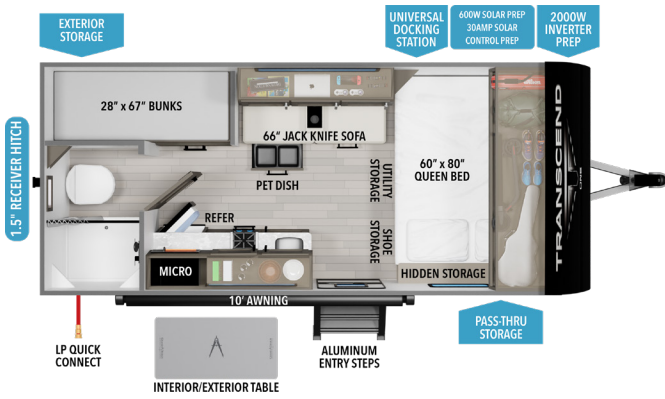 EXTERIOR
STORAGE
UNIVERSAL
DOCKING
STATION
600W SOLAR PREP
30AMP SOLAR
CONTROL PREP
2000W
INVERTER
PREP
1.5" RECEIVER HITCH
28" x 67" BUNKS
66" JACK KNIFE SOFA
PET DISH
UTILITY
STORAGE
60" x 80"
QUEEN BED
REFER
SHOE
STORAGE
MICRO
HIDDEN STORAGE
TRANSCEND
ONE
10' AWNING
LP QUICK
CONNECT
INTERIOR/EXTERIOR TABLE
ALUMINUM
ENTRY STEPS
PASS-THRU
STORAGE